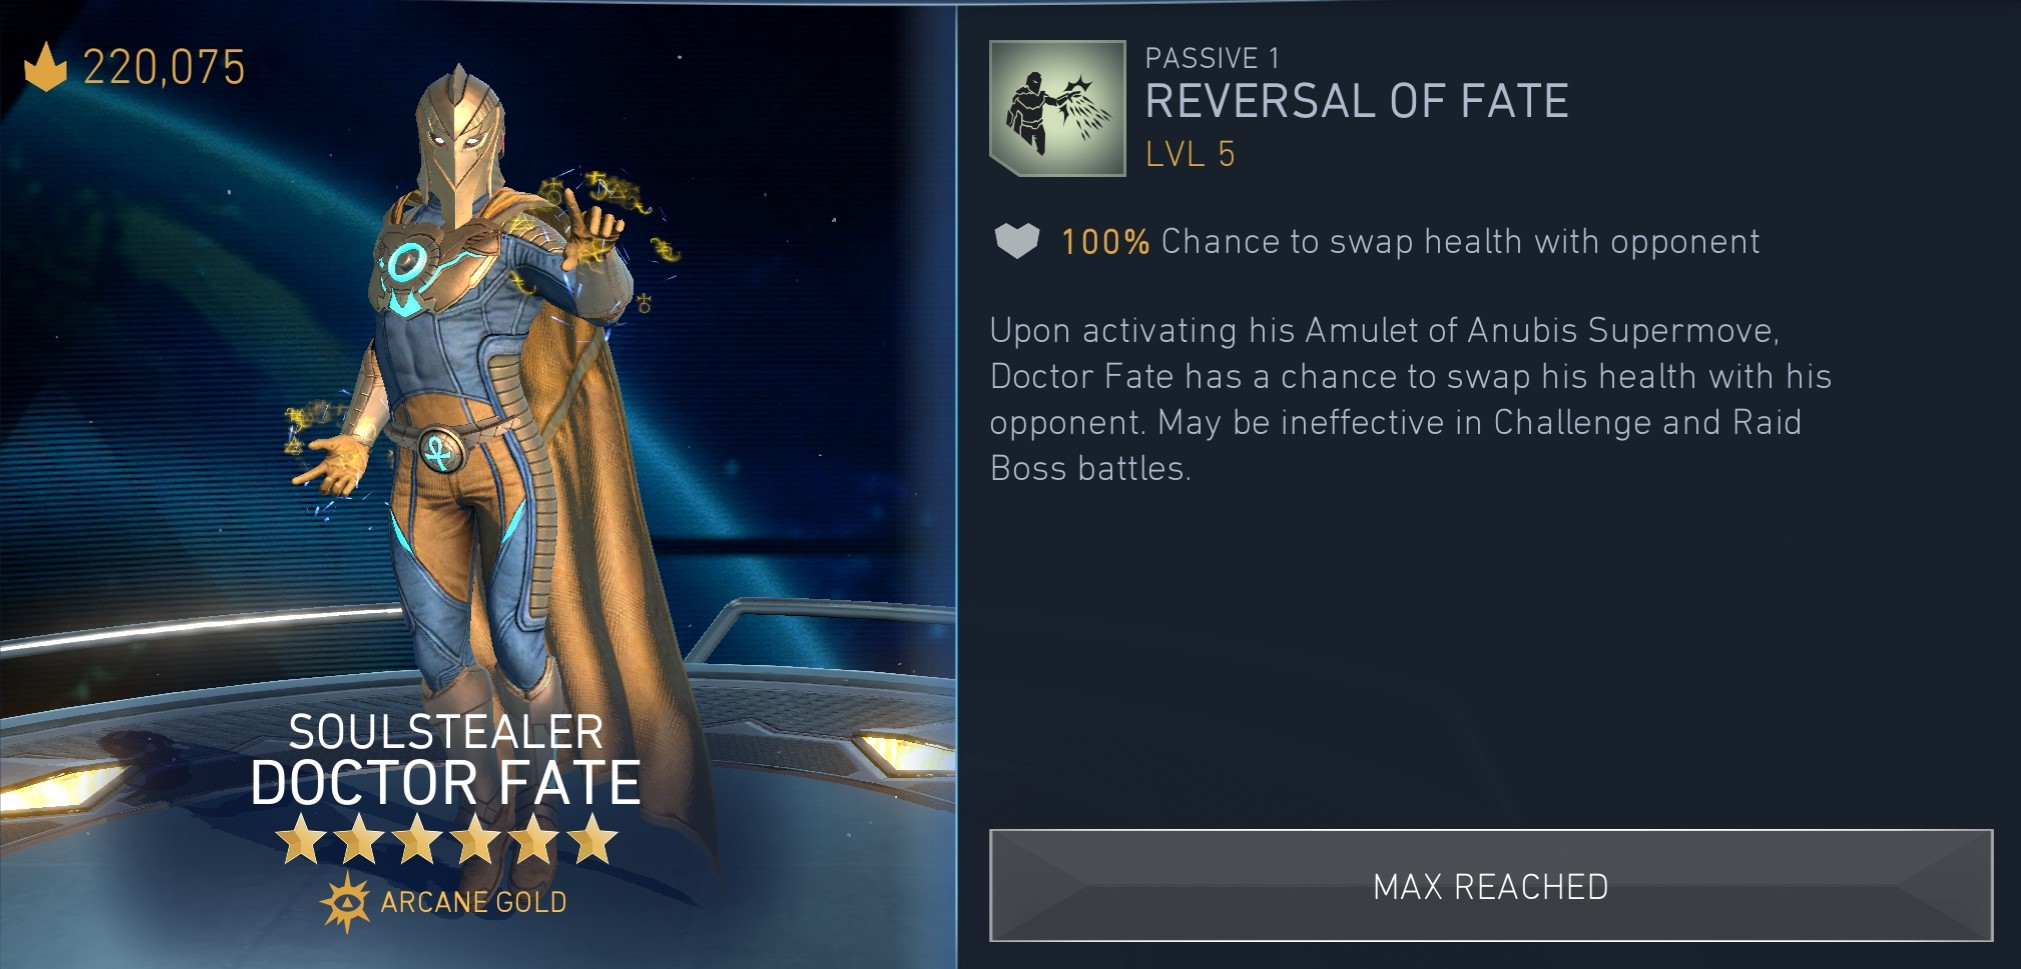 220,075
SOULSTEALER
DOCTOR FATE
ARCANE GOLD
PASSIVE 1
REVERSAL OF FATE
LVL 5
100% Chance to swap health with opponent
Upon activating his Amulet of Anubis Supermove,
Doctor Fate has a chance to swap his health with his
opponent. May be ineffective in Challenge and Raid
Boss battles.
MAX REACHED